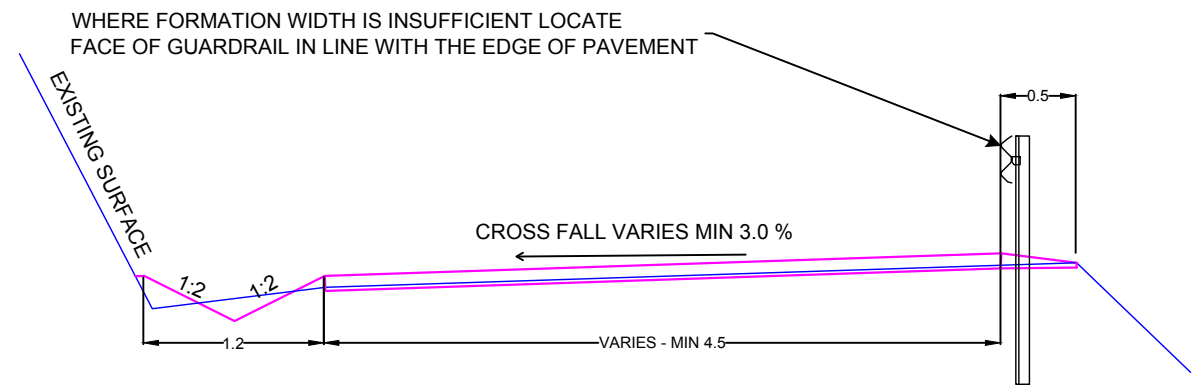 WHERE FORMATION WIDTH IS INSUFFICIENT LOCATE
FACE OF GUARDRAIL IN LINE WITH THE EDGE OF PAVEMENT
EXISTING SURFACE
0.5
CROSS FALL VARIES MIN 3.0 %
1:2
1:2
1.2
VARIES - MIN 4.5